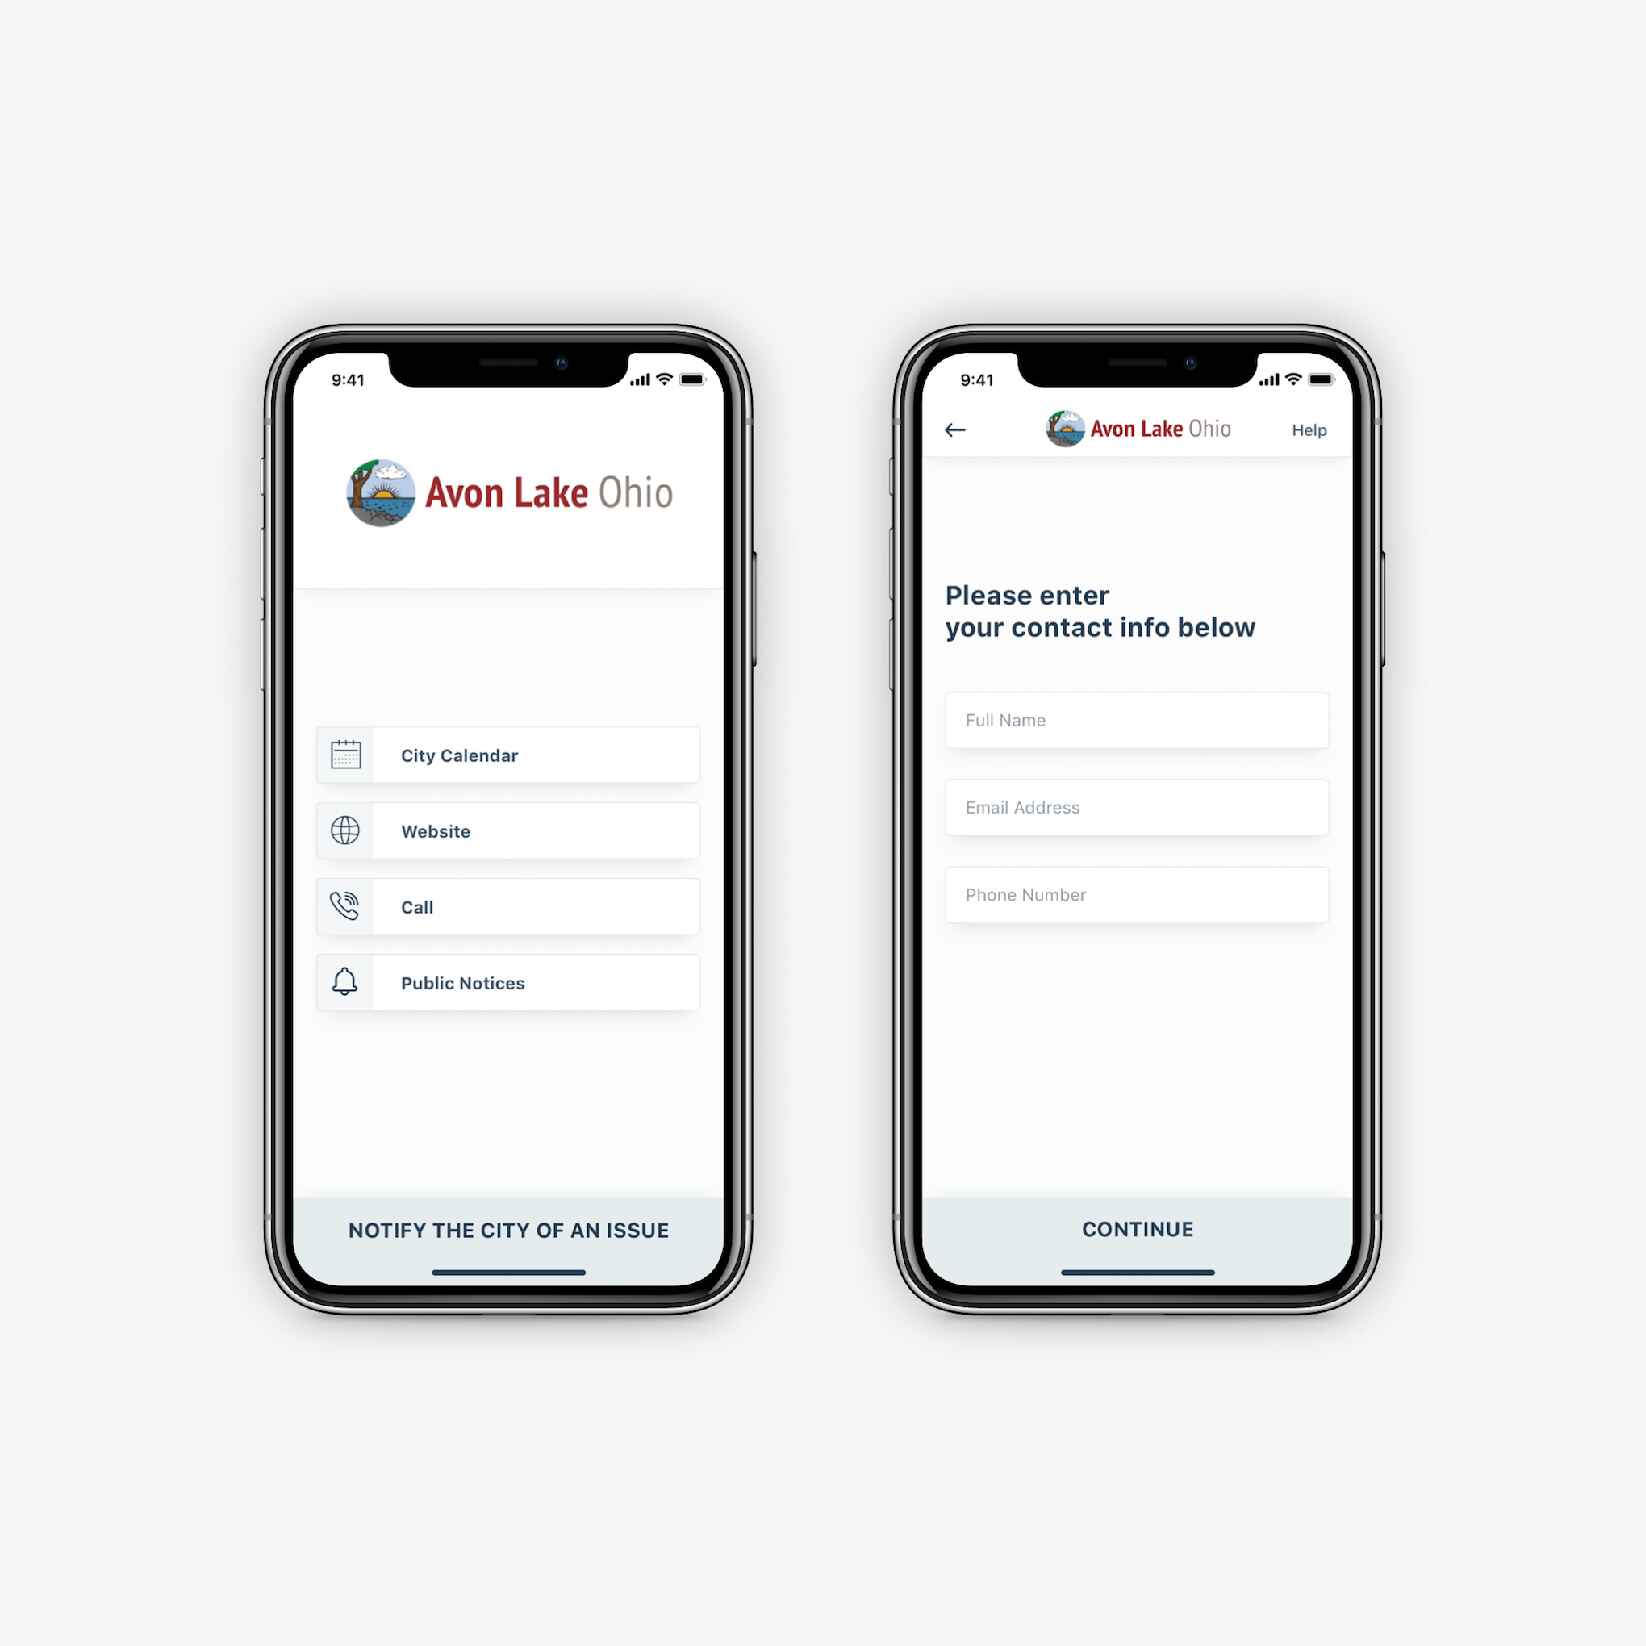 9:41
Avon Lake Ohio
City Calendar
Website
Call
Public Notices
NOTIFY THE CITY OF AN ISSUE
9:41
Avon Lake Ohio
Help
Please enter
your contact info below
Full Name
Email Address
Phone Number
CONTINUE